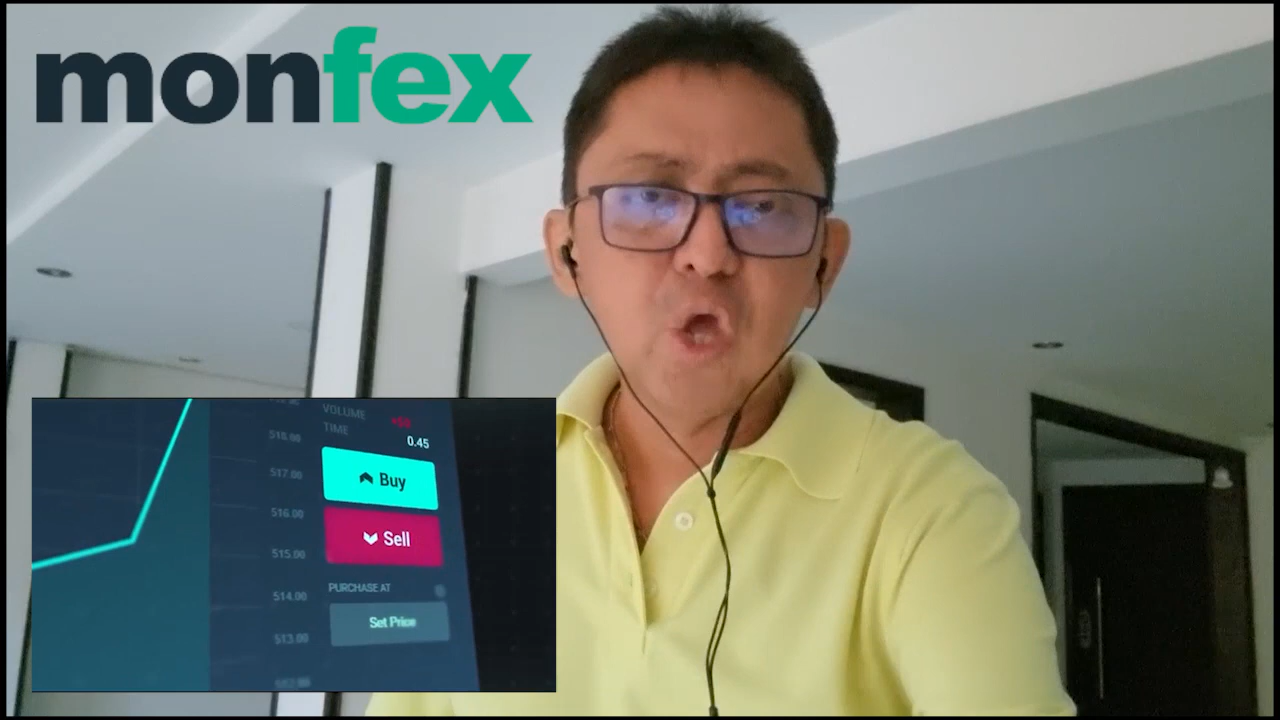 monfex
VOLUME
TIME
0.45
518.00
Buy
517.00
516.00
Sell
515.00
PURCHASE AT
514.00
Set Price
513.00